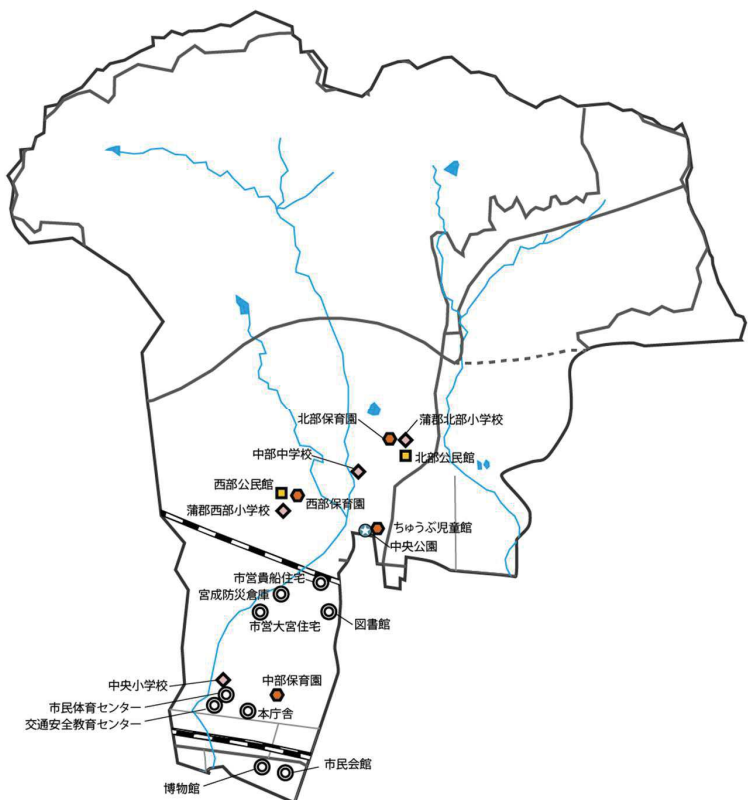 北部保育園
蒲郡北部小学校
中部中学校
北部公民館
西部公民館
西部保育園
蒲郡西部小学校
ちゅうぶ児童館
中央公園
市営貴船住宅
宮成防災倉庫
市営大宮住宅
図書館
中央小学校
中部保育園
市民体育センター
本庁舎
交通安全教育センター
市民会館
博物館